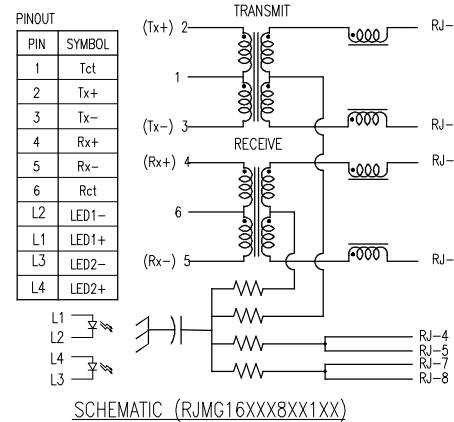 PINOUT
PIN SYMBOL
1 Tct
2 Tx+
3 Tx-
4 Rx+
5 Rx-
6 Rct
L2 LED1-
L1 LED1+
L3 LED2-
L4 LED2+
TRANSMIT
(Tx+) 2
RJ-
1
(Tx-) 3
RJ-
RECEIVE
(Rx+) 4
RJ-
6
(Rx-) 5
RJ-
L1
L2
L4
L3
RJ-4
RJ-5
RJ-7
RJ-8
SCHEMATIC (RJMG16XXX8XX1XX)